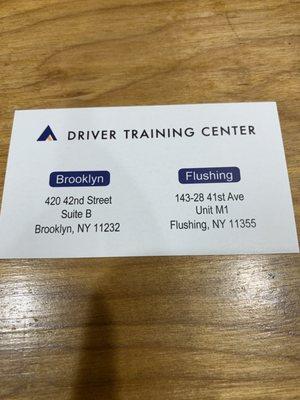 DRIVER TRAINING CENTER
Brooklyn
420 42nd Street
Suite B
Brooklyn, NY 11232
Flushing
143-28 41st Ave
Unit M1
Flushing, NY 11355